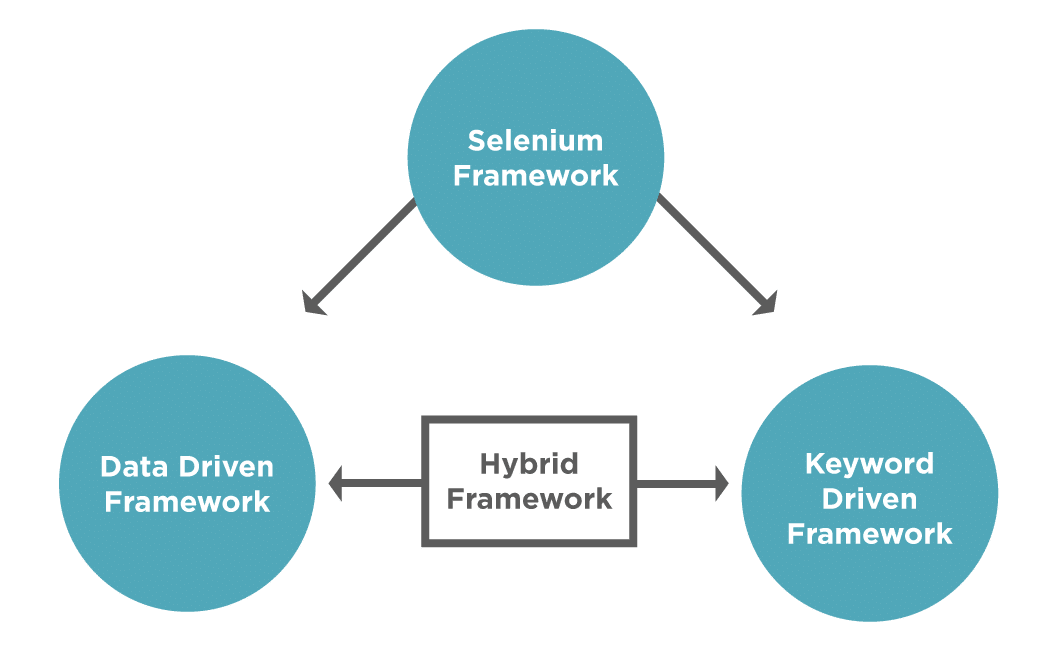 Selenium
Framework
Data Driven
Framework
Hybrid
Framework
Keyword
Driven
Framework